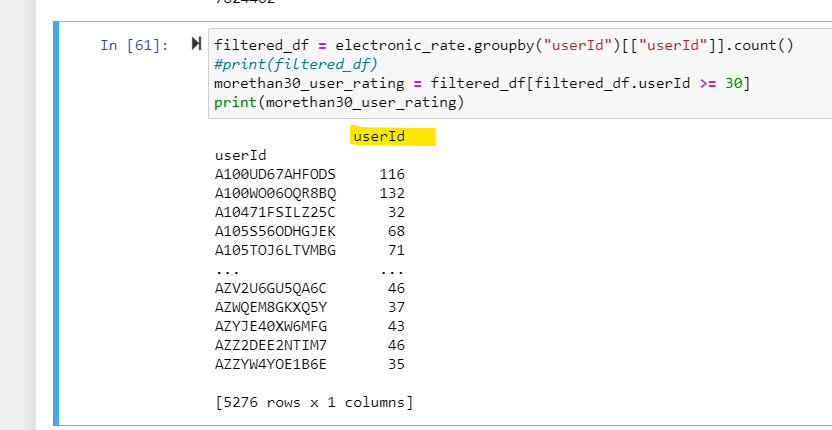 In [61]:
filtered_df = electronic_rate.groupby("userId")[["userId"]].count()
#print(filtered_df)
morethan30_user_rating = filtered_df[filtered_df.userId >= 30]
print(morethan30_user_rating)
userId
userId
A100UD67AHFODS 116
A100WO06OQR8BQ 132
A10471FSILZ25C 32
A105S56ODHGJEK 68
A105TOJ6LTVMBG 71
... ...
AZV2U6GU5QA6C 46
AZWQEM8GKXQ5Y 37
AZYJE40XW6MFG 43
AZZ2DEE2NTIM7 46
AZZYW4YOE1B6E 35
[5276 rows x 1 columns]